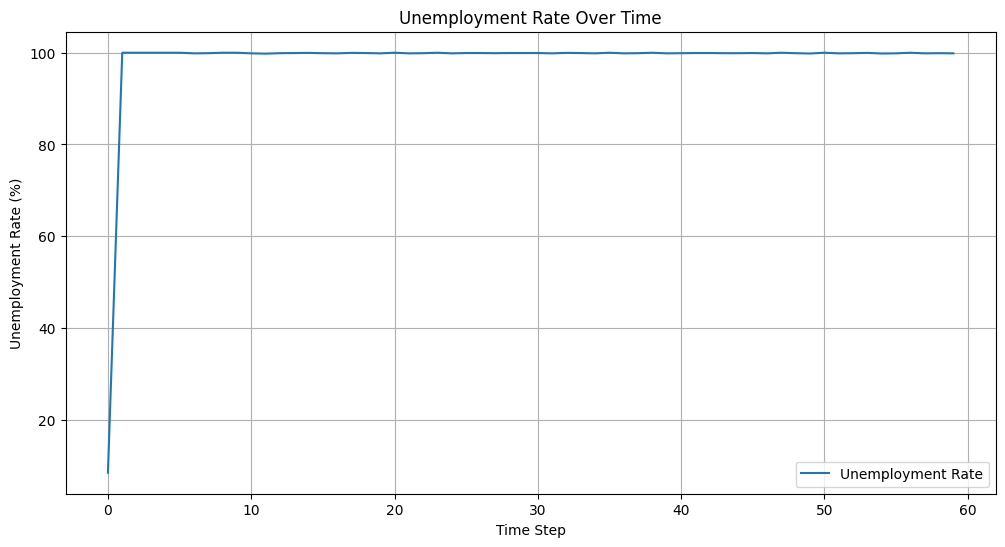 Unemployment Rate Over Time
Unemployment Rate (%)
100
80
60
40
20
0 10 20 30 40 50 60
Time Step
Unemployment Rate